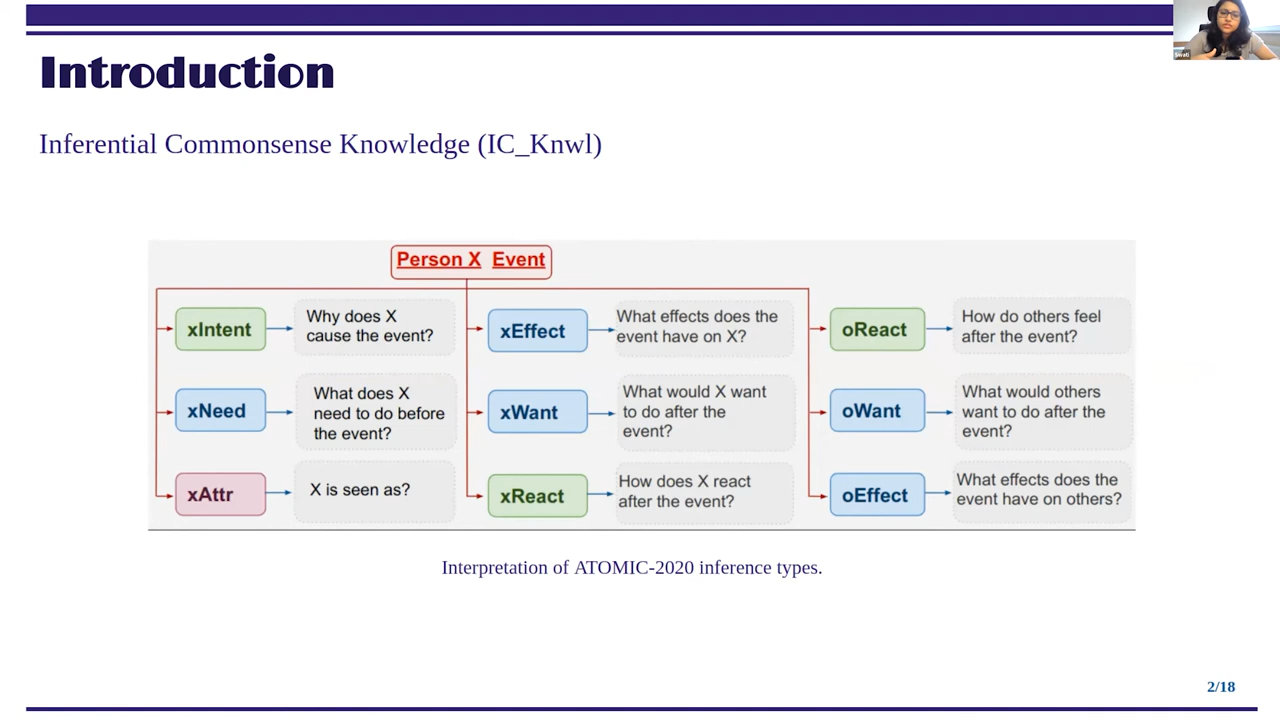 Swati
Introduction
Inferential Commonsense Knowledge (IC_Knwl)
Person X Event
xIntent
Why does X
cause the event?
xNeed
What does X
need to do before
the event?
xAttr
X is seen as?
xEffect
What effects does the
event have on X?
xWant
What would X want
to do after the
event?
xReact
How does X react
after the event?
oReact
How do others feel
after the event?
oWant
What would others
want to do after the
event?
oEffect
What effects does the
event have on others?
Interpretation of ATOMIC-2020 inference types.
2/18